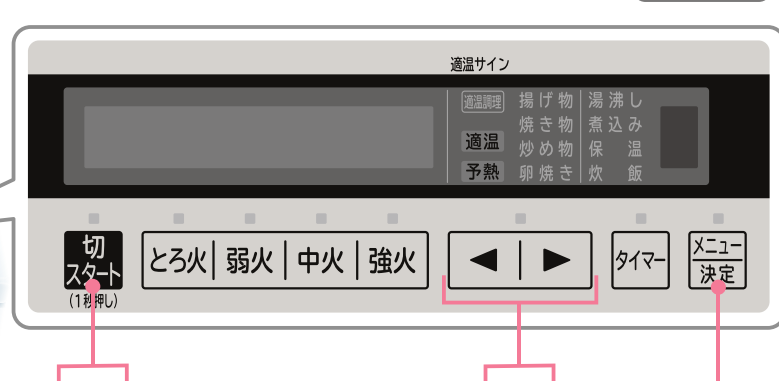 適温サイン
適温調理 揚げ物 湯沸し
焼き物 煮込み
適温 炒め物 保温
予熱 卵焼き 炊飯
切
スタート
とろ火 弱火 中火 強火
タイマー
メニュー
決定
(1秒押し)